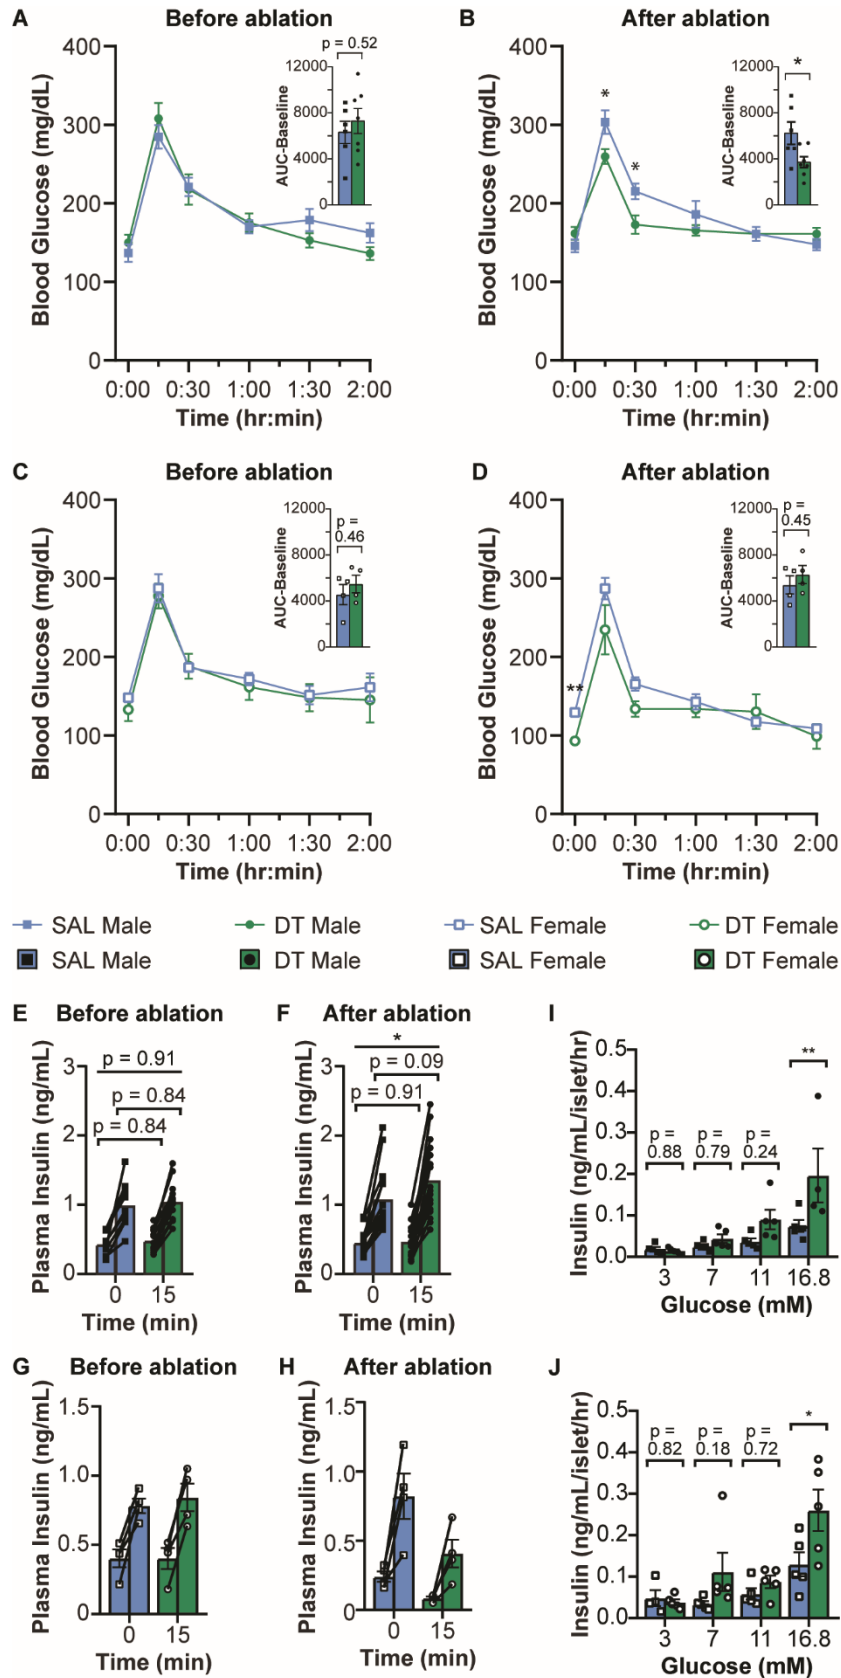 A Before ablation
Blood Glucose (mg/dL)
400
300
200
100
0
0:00 0:30 1:00 1:30 2:00
Time (hr:min)
p = 0.52
AUC-Baseline
12000
8000
4000
0
B After ablation
Blood Glucose (mg/dL)
400
300
200
100
0
0:00 0:30 1:00 1:30 2:00
Time (hr:min)
*
*
*
AUC-Baseline
12000
8000
4000
0
C Before ablation
Blood Glucose (mg/dL)
400
300
200
100
0
0:00 0:30 1:00 1:30 2:00
Time (hr:min)
p =
0.46
AUC-Baseline
12000
8000
4000
0
D After ablation
Blood Glucose (mg/dL)
400
300
200
100
0
0:00 0:30 1:00 1:30 2:00
Time (hr:min)
**
p =
0.45
AUC-Baseline
12000
8000
4000
0
SAL Male DT Male SAL Female DT Female
SAL Male DT Male SAL Female DT Female
E Before ablation
Plasma Insulin (ng/mL)
3
2
1
0
p = 0.91
p = 0.84
p = 0.84
0 15
Time (min)
F After ablation
Plasma Insulin (ng/mL)
3
2
1
0
*
p = 0.09
p = 0.91
0 15
Time (min)
I
Insulin (ng/mL/islet/hr)
0.5
0.4
0.3
0.2
0.1
0.0
p = p = p =
0.88 0.79 0.24
**
3 7 11 16.8
Glucose (mM)
G Before ablation
Plasma Insulin (ng/mL)
1.5
1.0
0.5
0.0
0 15
Time (min)
H After ablation
Plasma Insulin (ng/mL)
1.5
1.0
0.5
0.0
0 15
Time (min)
J
Insulin (ng/mL/islet/hr)
0.5
0.4
0.3
0.2
0.1
0.0
p = p = p =
0.82 0.18 0.72
*
3 7 11 16.8
Glucose (mM)